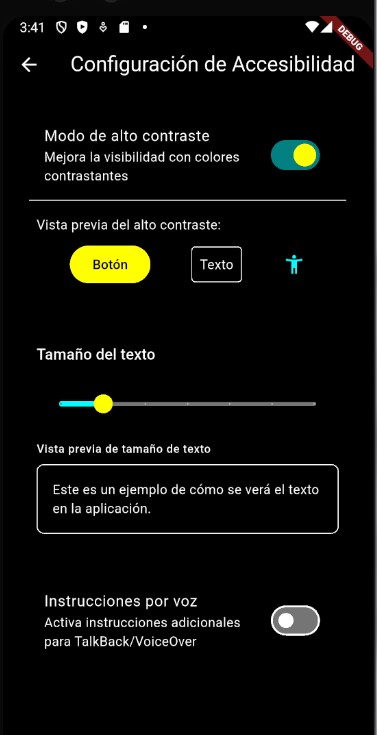 3:41
DEBUG
Configuración de Accesibilidad
Modo de alto contraste
Mejora la visibilidad con colores
contrastantes
Vista previa del alto contraste:
Botón
Texto
Tamaño del texto
Vista previa de tamaño de texto
Este es un ejemplo de cómo se verá el texto
en la aplicación.
Instrucciones por voz
Activa instrucciones adicionales
para TalkBack/VoiceOver